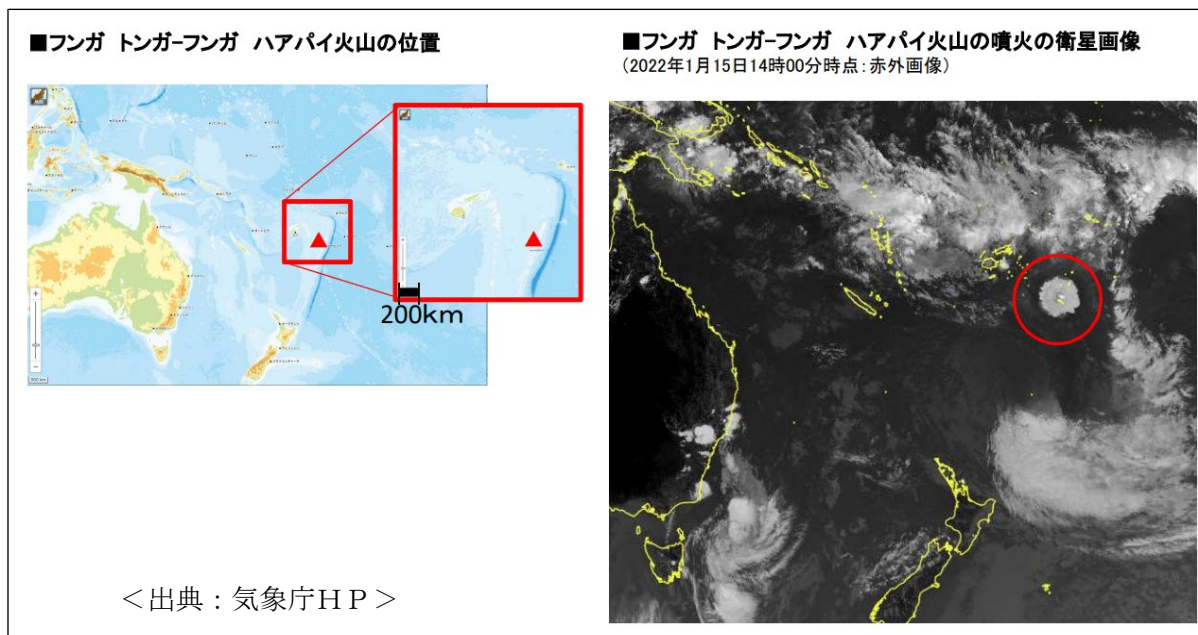 ■フンガ トンガ-フンガ ハアパイ火山の位置
200km
＜出典：気象庁ＨＰ＞
■フンガ トンガ-フンガ ハアパイ火山の噴火の衛星画像
（2022年1月15日14時00分時点：赤外画像）